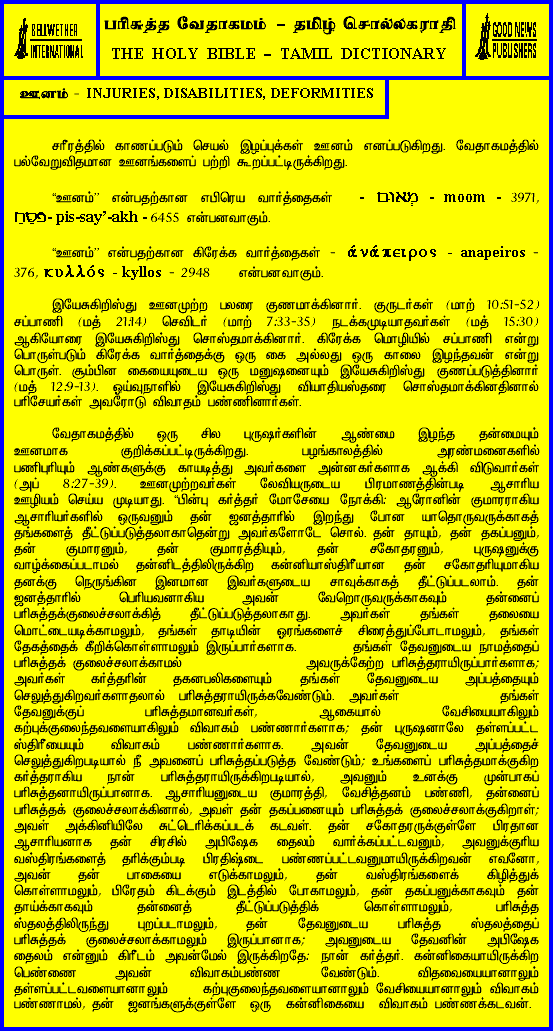 BELLWETHER
INTERNATIONAL
பரிசுத்த வேதாகமம் – தமிழ் சொல்லகராதி
THE HOLY BIBLE – TAMIL DICTIONARY
GOOD NEWS
PUBLISHERS
ஊனம் - INJURIES, DISABILITIES, DEFORMITIES
சரீரத்தில் காணப்படும் செயல் இழப்புக்கள் ஊனம் எனப்படுகிறது. வேதாகமத்தில்
பல்வேறுவிதமான ஊனங்களைப் பற்றி கூறப்பட்டிருக்கிறது.
“ஊனம்” என்பதற்கான எபிரெய வார்த்தைகள் - מְאוּם - moom - 3971,
פִּסֵּחַ - pis-say’-akh - 6455 என்பனவாகும்.
“ஊனம்” என்பதற்கான கிரேக்க வார்த்தைகள் - ἀνάπειρος - anapeiros -
376, κυλλός - kyllos - 2948 என்பனவாகும்.
இயேசுகிறிஸ்து ஊனமுற்ற பலரை குணமாக்கினார். குருடர்கள் (மாற் 10:51-52)
சப்பாணி (மத் 21:14) செவிடர் (மாற் 7:33-35) நடக்கமுடியாதவர்கள் (மத் 15:30)
ஆகியோரை இயேசுகிறிஸ்து சொஸ்தமாக்கினார். கிரேக்க மொழியில் சப்பாணி என்று
பொருள்படும் கிரேக்க வார்த்தைக்கு ஒரு கை அல்லது ஒரு காலை இழந்தவன் என்று
பொருள். சூம்பின கையையுடைய ஒரு மனுஷனையும் இயேசுகிறிஸ்து குணப்படுத்தினார்
(மத் 12:9-13). ஓய்வுநாளில் இயேசுகிறிஸ்து வியாதியஸ்தரை சொஸ்தமாக்கினதினால்
பரிசேயர்கள் அவரோடு விவாதம் பண்ணினார்கள்.
வேதாகமத்தில் ஒரு சில புருஷர்களின் ஆண்மை இழந்த தன்மையும்
ஊனமாக குறிக்கப்பட்டிருக்கிறது. பழங்காலத்தில் அரண்மனைகளில்
பணிபுரியும் ஆண்களுக்கு காயடித்து அவர்களை அன்னகர்களாக ஆக்கி விடுவார்கள்
(அப் 8:27-39). ஊனமுற்றவர்கள் லேவியருடைய பிரமாணத்தின்படி ஆசாரிய
ஊழியம் செய்ய முடியாது. “பின்பு கர்த்தர் மோசேயை நோக்கி: ஆரோனின் குமாரராகிய
ஆசாரியர்களில் ஒருவனும் தன் ஜனத்தாரில் இறந்து போன யாதொருவருக்காகத்
தங்களைத் தீட்டுப்படுத்தலாகாதென்று அவர்களோடே சொல். தன் தாயும், தன் தகப்பனும்,
தன் குமாரனும், தன் குமாரத்தியும், தன் சகோதரனும், புருஷனுக்கு
வாழ்க்கைப்படாமல் தன்னிடத்திலிருக்கிற கன்னியாஸ்திரீயான தன் சகோதரியுமாகிய
தனக்கு நெருங்கின இனமான இவர்களுடைய சாவுக்காகத் தீட்டுப்படலாம். தன்
ஜனத்தாரில் பெரியவனாகிய அவன் வேறொருவருக்காகவும் தன்னைப்
பரிசுத்தக்குலைச்சலாக்கித் தீட்டுப்படுத்தலாகாது. அவர்கள் தங்கள் தலையை
மொட்டையடிக்காமலும், தங்கள் தாடியின் ஓரங்களைச் சிரைத்துப்போடாமலும், தங்கள்
தேகத்தைக் கீறிக்கொள்ளாமலும் இருப்பார்களாக. தங்கள் தேவனுடைய நாமத்தைப்
பரிசுத்தக் குலைச்சலாக்காமல் அவருக்கேற்ற பரிசுத்தராயிருப்பார்களாக;
அவர்கள் கர்த்தரின் தகனபலிகளையும் தங்கள் தேவனுடைய அப்பத்தையும்
செலுத்துகிறவர்களாதலால் பரிசுத்தராயிருக்கவேண்டும். அவர்கள் தங்கள்
தேவனுக்குப் பரிசுத்தமானவர்கள், ஆகையால் வேசியையாகிலும்
கற்புக்குலைந்தவளையாகிலும் விவாகம் பண்ணார்களாக; தன் புருஷனாலே தள்ளப்பட்ட
ஸ்திரீயையும் விவாகம் பண்ணார்களாக. அவன் தேவனுடைய அப்பத்தைச்
செலுத்துகிறபடியால் நீ அவனைப் பரிசுத்தப்படுத்த வேண்டும்; உங்களைப் பரிசுத்தமாக்குகிற
கர்த்தராகிய நான் பரிசுத்தராயிருக்கிறபடியால், அவனும் உனக்கு முன்பாகப்
பரிசுத்தனாயிருப்பானாக. ஆசாரியனுடைய குமாரத்தி, வேசித்தனம் பண்ணி, தன்னைப்
பரிசுத்தக் குலைச்சலாக்கினால், அவள் தன் தகப்பனையும் பரிசுத்தக் குலைச்சலாக்குகிறாள்;
அவள் அக்கினியிலே சுட்டெரிக்கப்படக் கடவள். தன் சகோதரருக்குள்ளே பிரதான
ஆசாரியனாக தன் சிரசில் அபிஷேக தைலம் வார்க்கப்பட்டவனும், அவனுக்குரிய
வஸ்திரங்களைத் தரிக்கும்படி பிரதிஷ்டை பண்ணப்பட்டவனுமாயிருக்கிறவன் எவனோ,
அவன் தன் பாகையை எடுக்காமலும், தன் வஸ்திரங்களைக் கிழித்துக்
கொள்ளாமலும், பிரேதம் கிடக்கும் இடத்தில் போகாமலும், தன் தகப்பனுக்காகவும் தன்
தாய்க்காகவும் தன்னைத் தீட்டுப்படுத்திக் கொள்ளாமலும், பரிசுத்த
ஸ்தலத்திலிருந்து புறப்படாமலும், தன் தேவனுடைய பரிசுத்த ஸ்தலத்தைப்
பரிசுத்தக் குலைச்சலாக்காமலும் இருப்பானாக; அவனுடைய தேவனின் அபிஷேக
தைலம் என்னும் கிரீடம் அவன்மேல் இருக்கிறதே: நான் கர்த்தர். கன்னிகையாயிருக்கிற
பெண்ணை அவன் விவாகம்பண்ண வேண்டும். விதவையையானாலும்
தள்ளப்பட்டவளையானாலும் கற்புகுலைந்தவளையானாலும் வேசியையானாலும் விவாகம்
பண்ணாமல், தன் ஜனங்களுக்குள்ளே ஒரு கன்னிகையை விவாகம் பண்ணக்கடவன்.